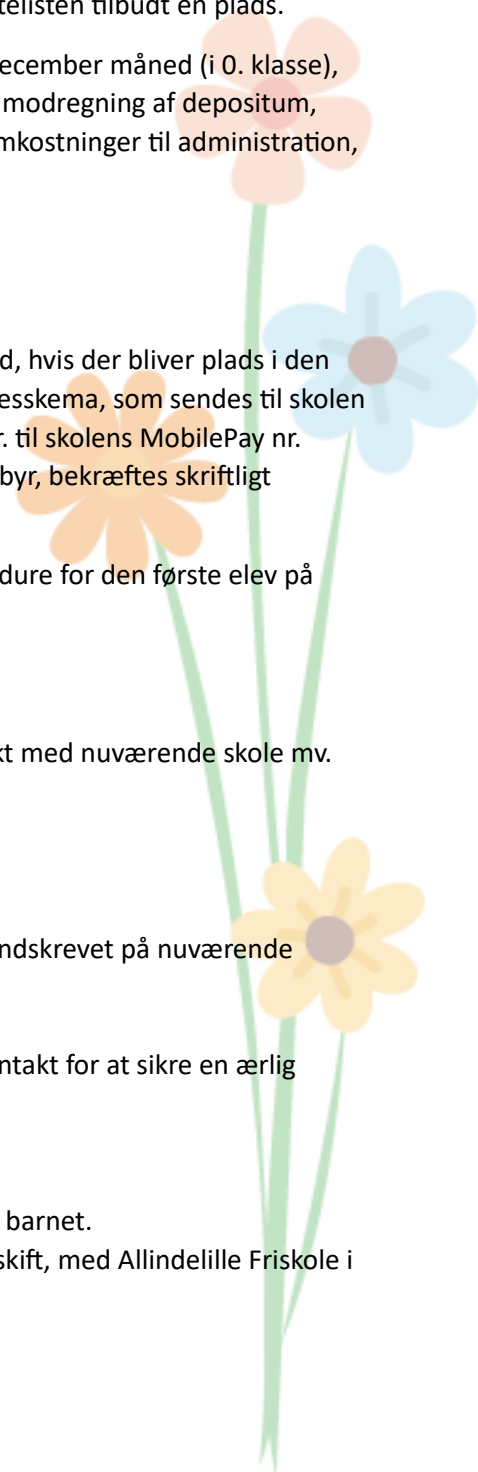 telisten tilbudt en plads.
ecember måned (i 0. klasse),
modregning af depositum,
mkostninger til administration,
d, hvis der bliver plads i den
esskema, som sendes til skolen
r. til skolens MobilePay nr.
byr, bekræftes skriftligt
dure for den første elev på
kt med nuværende skole mv.
ndskrevet på nuværende
ntakt for at sikre en ærlig
barnet.
skift, med Allindelille Friskole i